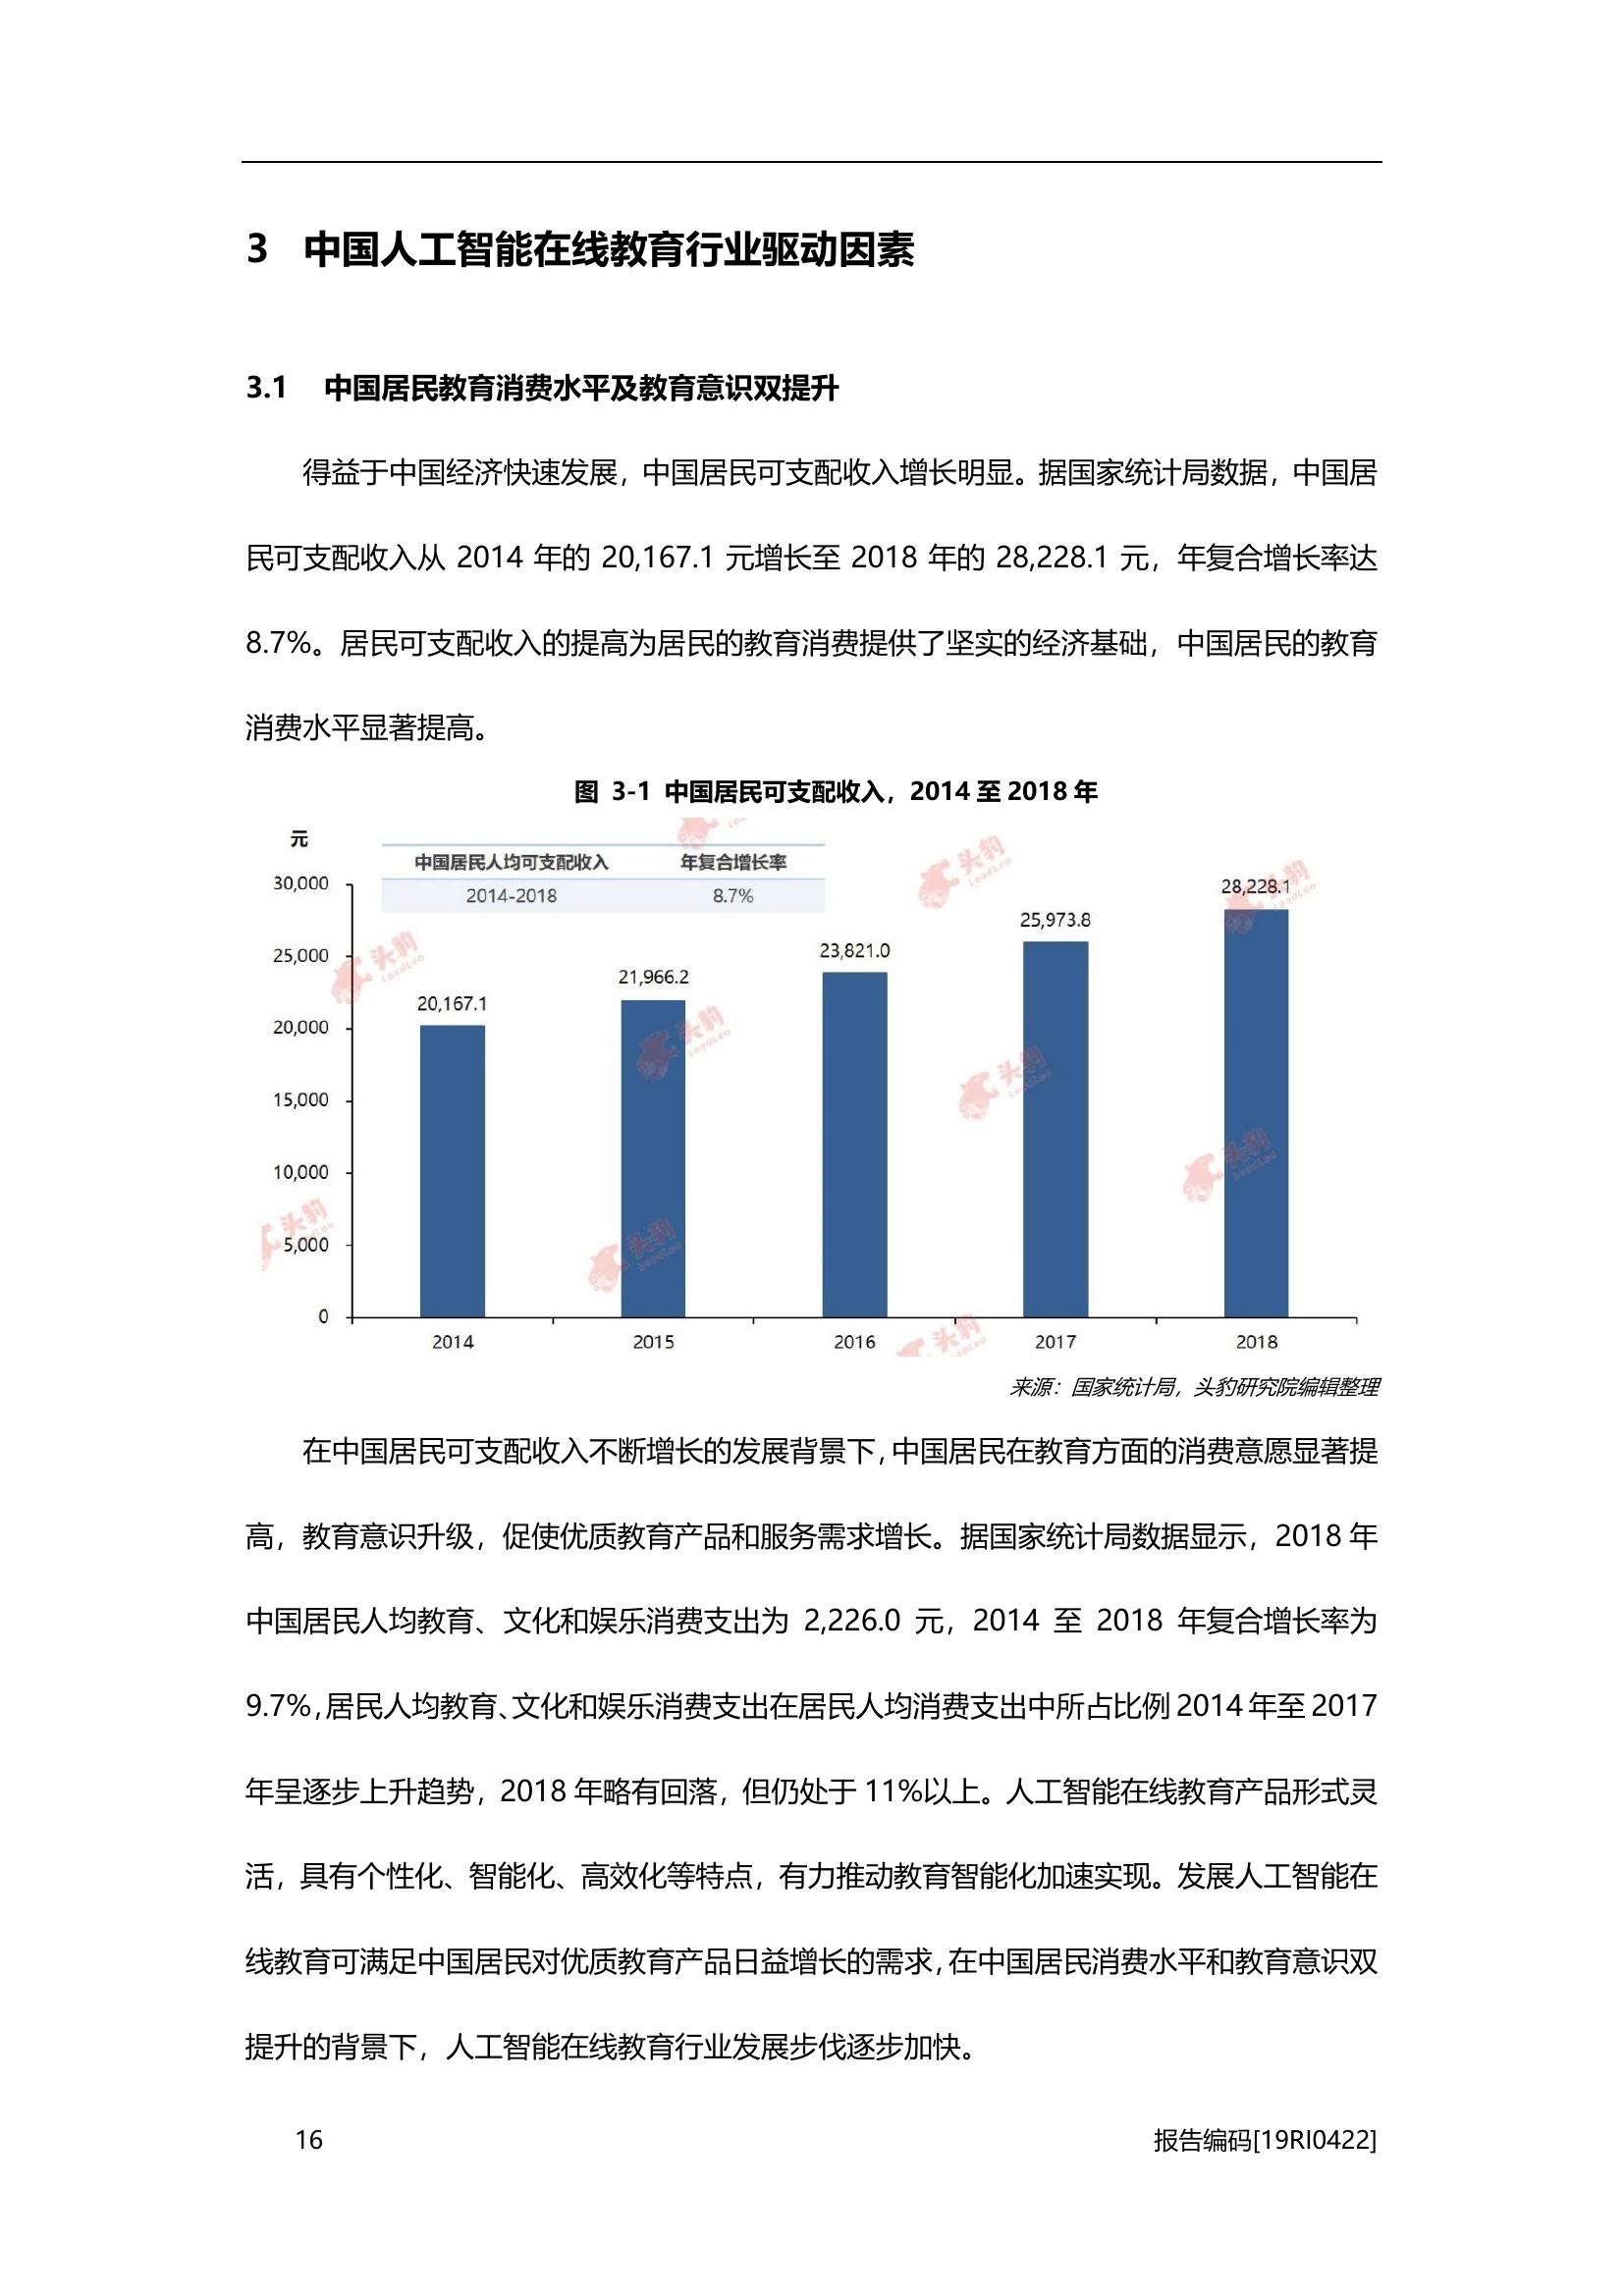 3 中国人工智能在线教育行业驱动因素
3.1 中国居民教育消费水平及教育意识双提升
得益于中国经济快速发展，中国居民可支配收入增长明显。据国家统计局数据，中国居
民可支配收入从 2014 年的 20,167.1 元增长至 2018 年的 28,228.1 元，年复合增长率达
8.7%。居民可支配收入的提高为居民的教育消费提供了坚实的经济基础，中国居民的教育
消费水平显著提高。
图 3-1 中国居民可支配收入，2014 至 2018 年
元
中国居民人均可支配收入 年复合增长率
2014-2018 8.7%
30,000
25,000
20,000
15,000
10,000
5,000
0
20,167.1
21,966.2
23,821.0
25,973.8
28,228.1
2014 2015 2016 2017 2018
头豹
LeadLeo
来源：国家统计局，头豹研究院编辑整理
在中国居民可支配收入不断增长的发展背景下，中国居民在教育方面的消费意愿显著提
高，教育意识升级，促使优质教育产品和服务需求增长。据国家统计局数据显示，2018 年
中国居民人均教育、文化和娱乐消费支出为 2,226.0 元，2014 至 2018 年复合增长率为
9.7%，居民人均教育、文化和娱乐消费支出在居民人均消费支出中所占比例 2014 年至 2017
年呈逐步上升趋势，2018 年略有回落，但仍处于 11%以上。人工智能在线教育产品形式灵
活，具有个性化、智能化、高效化等特点，有力推动教育智能化加速实现。发展人工智能在
线教育可满足中国居民对优质教育产品日益增长的需求，在中国居民消费水平和教育意识双
提升的背景下，人工智能在线教育行业发展步伐逐步加快。
16 报告编码[19RI0422]